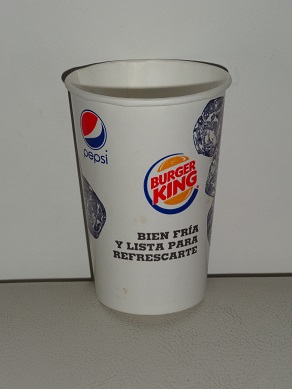 pepsi
BURGER
KING
BIEN FRÍA
Y LISTA PARA
REFRESCARTE